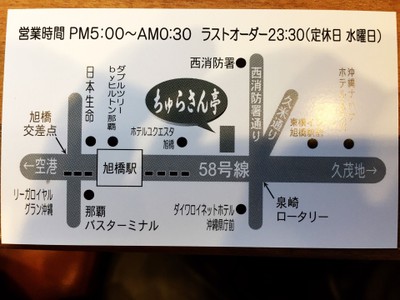 営業時間 PM5:00〜AM0:30 ラストオーダー23:30(定休日 水曜日)
西消防署
日本生命
ダブルツリー
byヒルトン那覇
ちゅらさん亭
西消防署通り
久米通り
旭橋
交差点
ホテルユクエスタ
旭橋
←空港
旭橋駅
58号線
久茂地→
リーガロイヤル
グラン沖縄
那覇
バスターミナル
ダイワロイネットホテル
沖縄県庁前
泉崎
ロータリー